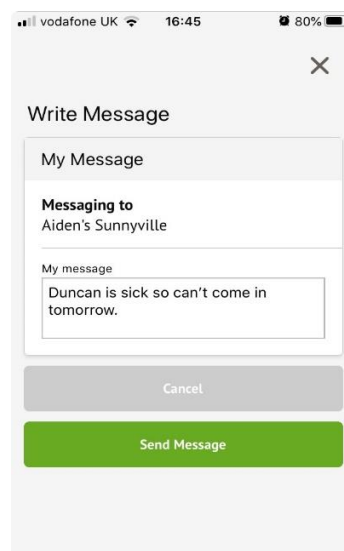 vodafone UK 16:45 80%
Write Message
My Message
Messaging to
Aiden's Sunnyville
My message
Duncan is sick so can't come in
tomorrow.
Cancel
Send Message